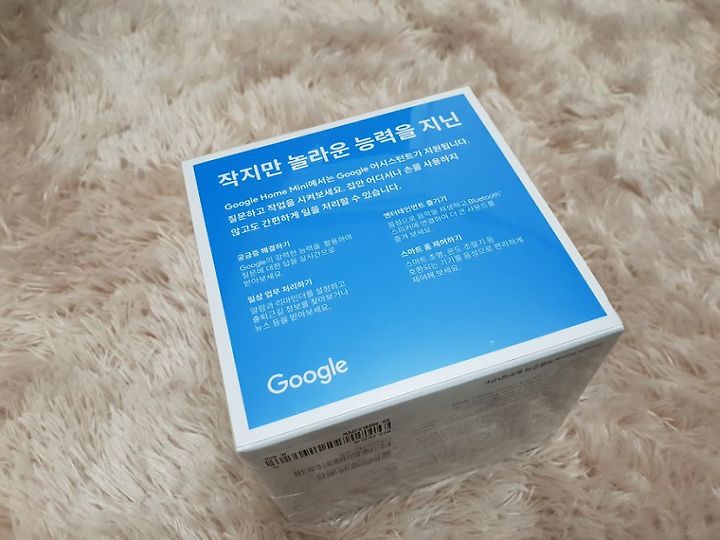 작지만 놀라운 능력을 지닌
Google Home Mini에서는 Google 어시스턴트가 지원됩니다.
질문하고 작업을 시켜보세요. 집안 어디서나 손을 사용하지
않고도 간편하게 일을 처리할 수 있습니다.
궁금증 해결하기
Google의 강력한 능력을 활용하여
질문에 대한 답을 실시간으로
받아보세요.
일상 업무 처리하기
알람과 리마인더를 설정하고
출퇴근길 정보를 찾아보거나
뉴스 등을 받아보세요.
엔터테인먼트 즐기기
음성으로 음악을 재생하고 Bluetooth®
스피커에 연결하여 더 큰 사운드를
즐겨 보세요.
스마트 홈 제어하기
스마트 조명, 온도 조절기 등
호환되는 기기를 음성으로 편리하게
제어해 보세요.
Google